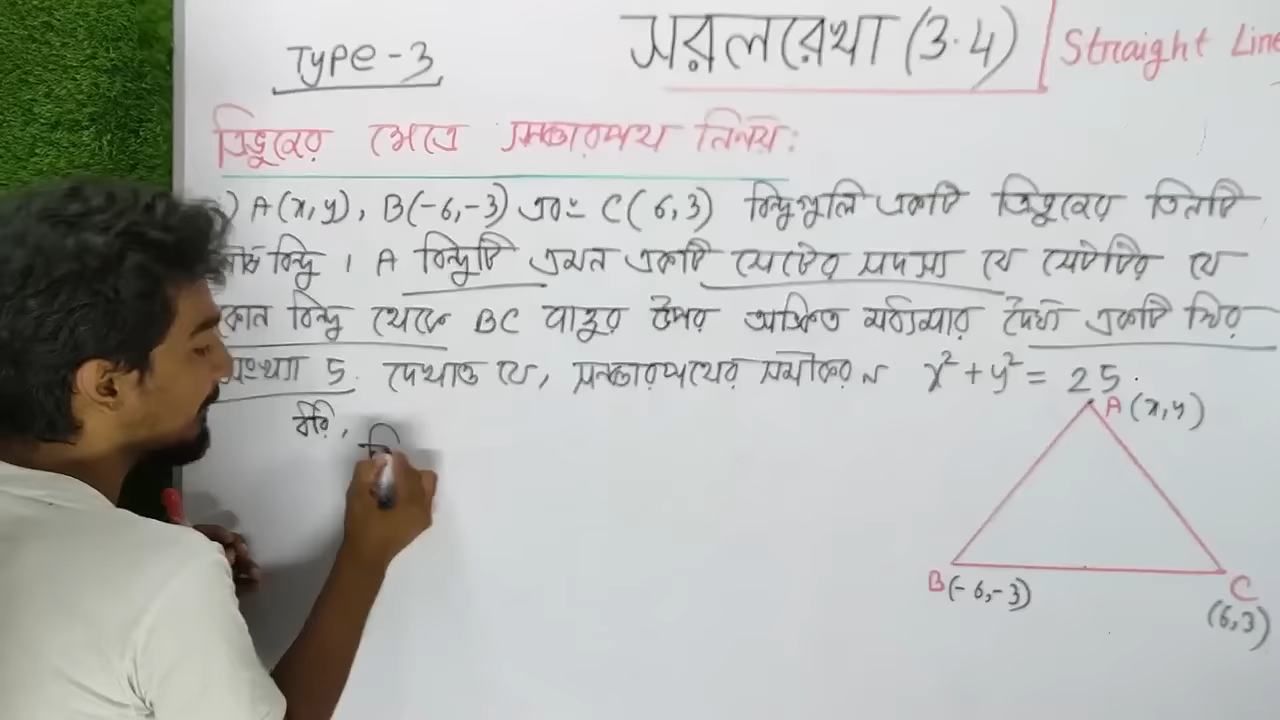 Type-3
সরলরেখা (3.4) | Straight Line
ত্রিভুজের ক্ষেত্রে সঞ্চারপথ নির্ণয়:
) A(x,y), B(-6,-3) এবং C(6,3) বিন্দুগুলি একটি ত্রিভুজের তিনটি
বিন্দু । A বিন্দুটি এমন একটি সেটের সদস্য যে সেটটির যে
কোন বিন্দু থেকে BC বাহুর উপর অঙ্কিত মধ্যমার দৈর্ঘ্য একটি স্থির
সংখ্যা 5. দেখাও যে, সঞ্চারপথের সমীকরণ x² + y² = 25.
ধরি,
A (x,y)
B(-6,-3)
C
(6,3)